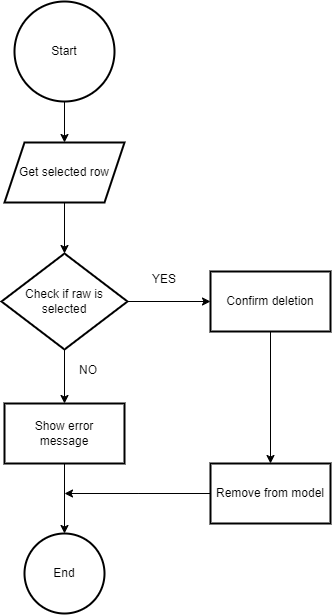 Start
Get selected row
Check if raw is
selected
YES
Confirm deletion
NO
Show error
message
Remove from model
End